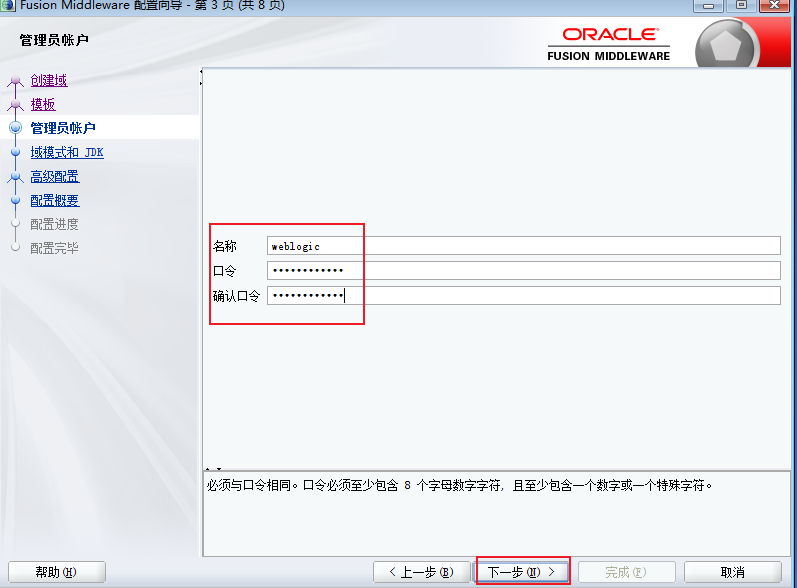 Fusion Middleware 配置向导 - 第 3 页 (共 8 页)
管理员帐户
ORACLE
FUSION MIDDLEWARE
创建域
模板
管理员帐户
域模式和 JDK
高级配置
配置概要
配置进度
配置完毕
名称 weblogic
口令 ••••••••••••
确认口令 ••••••••••••
必须与口令相同。口令必须至少包含 8 个字母数字字符, 且至少包含一个数字或一个特殊字符。
帮助(H) < 上一步(B) 下一步(N) > 完成(F) 取消